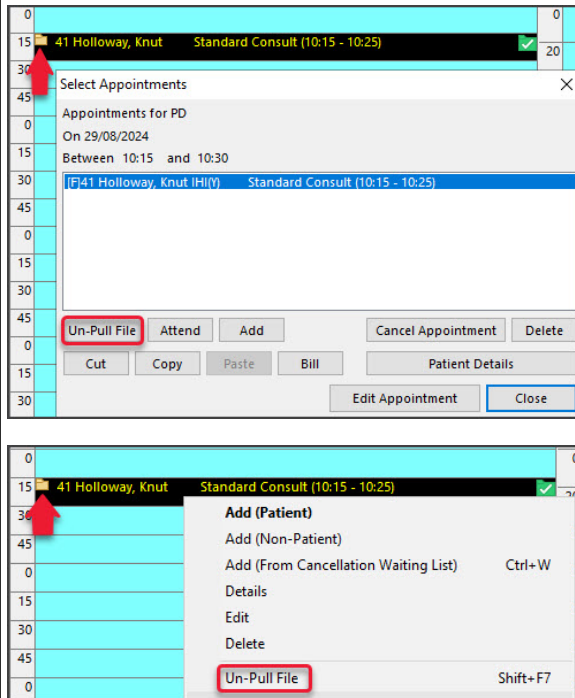 0
0
15 41 Holloway, Knut Standard Consult (10:15 - 10:25)
20
30
Select Appointments
45
Appointments for PD
0
On 29/08/2024
15
Between 10:15 and 10:30
30
[F]41 Holloway, Knut IHI(Y) Standard Consult (10:15 - 10:25)
45
0
15
30
45
Un-Pull File Attend Add Cancel Appointment Delete
0
Cut Copy Paste Bill Patient Details
15
30
Edit Appointment Close
0
15 41 Holloway, Knut Standard Consult (10:15 - 10:25)
30
Add (Patient)
45
Add (Non-Patient)
0
Add (From Cancellation Waiting List) Ctrl+W
15
Details
30
Edit
45
Delete
0
Un-Pull File Shift+F7